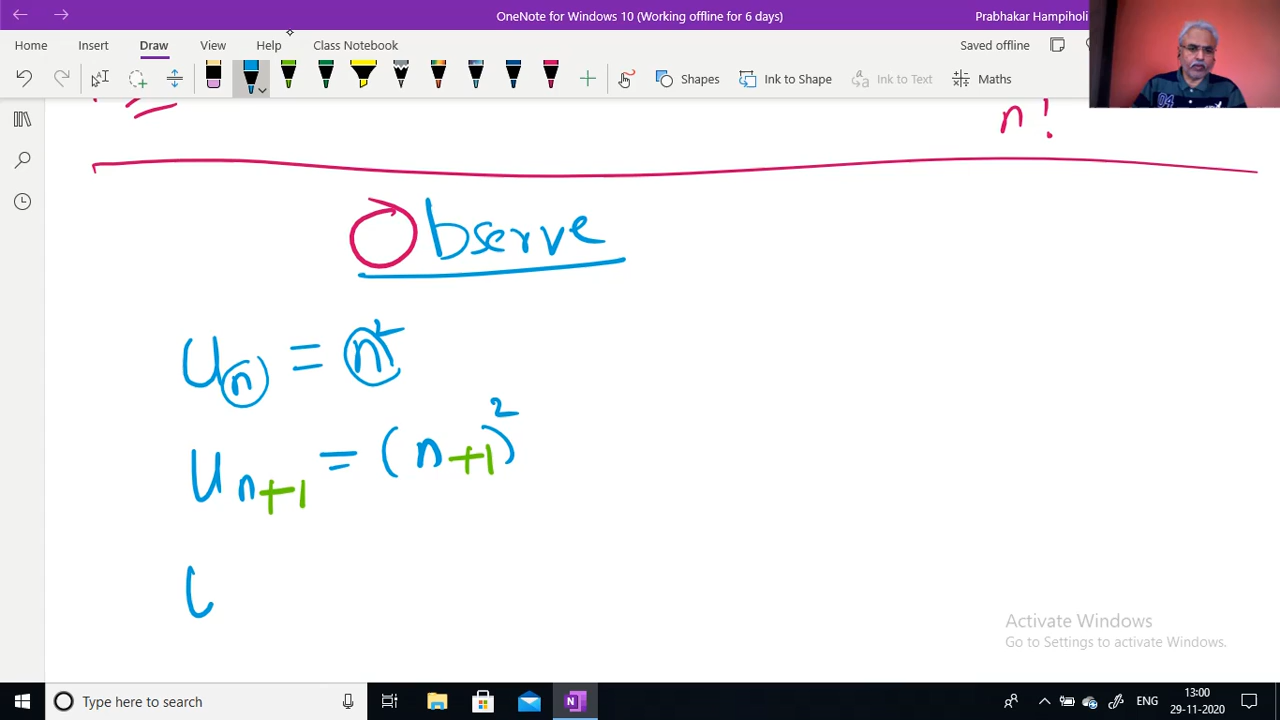 OneNote for Windows 10 (Working offline for 6 days)
Prabhakar Hampiholi
Home Insert Draw View Help Class Notebook Saved offline
Shapes Ink to Shape Ink to Text Maths
n!
Observe
Uₙ = n²
Uₙ₊₁ = (n+1)²
U
Activate Windows
Go to Settings to activate Windows.
Type here to search
ENG
13:00
29-11-2020